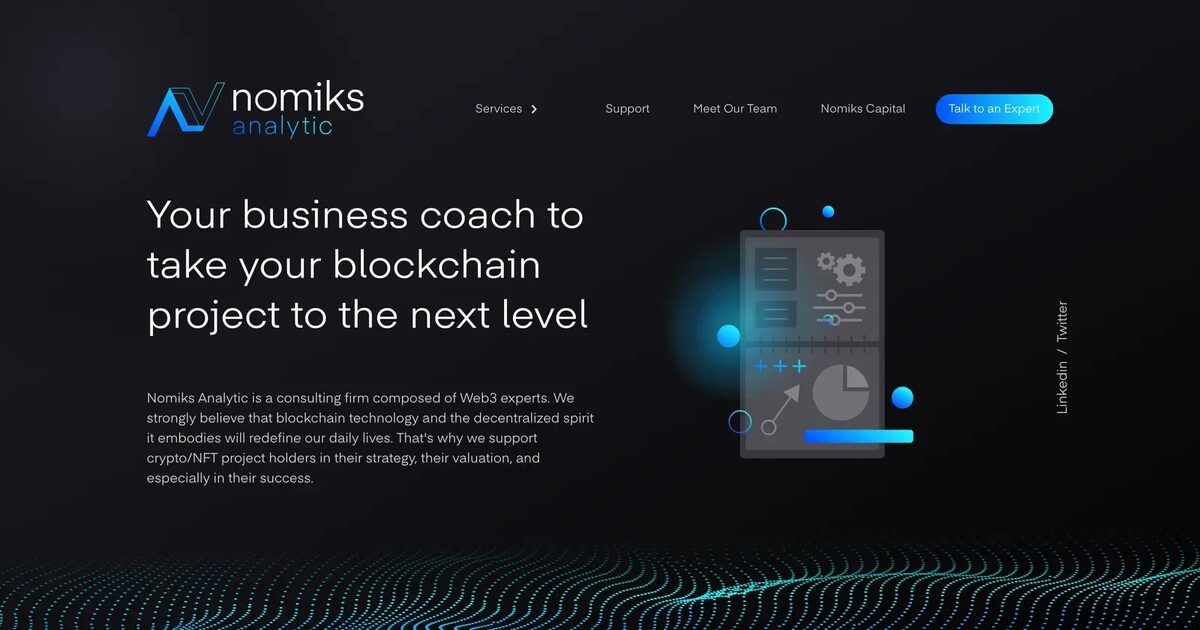 nomiks
analytic
Services
Support
Meet Our Team
Nomiks Capital
Talk to an Expert
Your business coach to
take your blockchain
project to the next level
Nomiks Analytic is a consulting firm composed of Web3 experts. We
strongly believe that blockchain technology and the decentralized spirit
it embodies will redefine our daily lives. That's why we support
crypto/NFT project holders in their strategy, their valuation, and
especially in their success.
Linkedin / Twitter